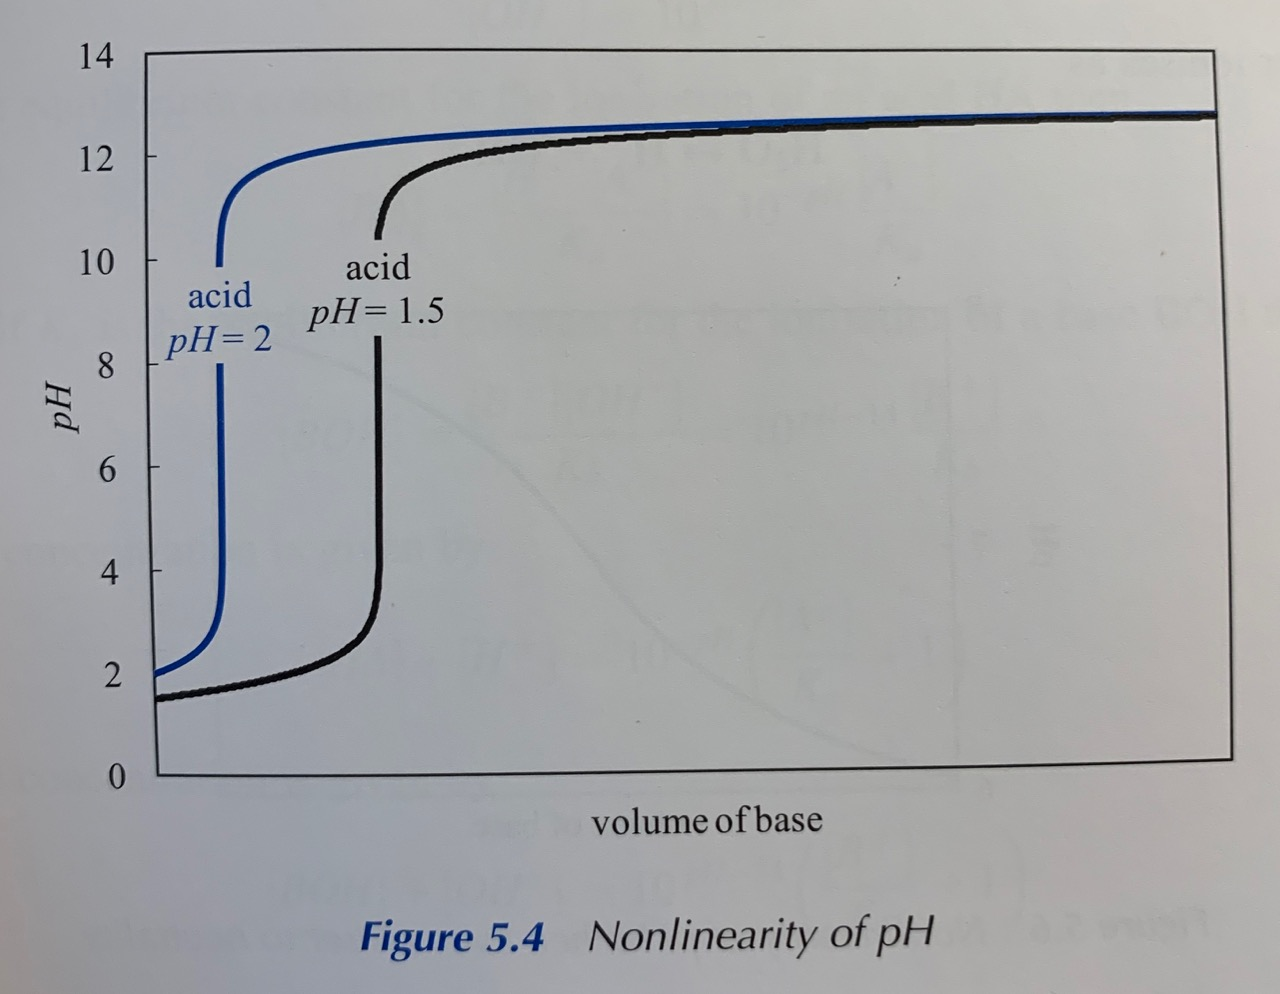 14
12
10
8
6
4
2
0
pH
acid
pH = 2
acid
pH = 1.5
volume of base
Figure 5.4 Nonlinearity of pH